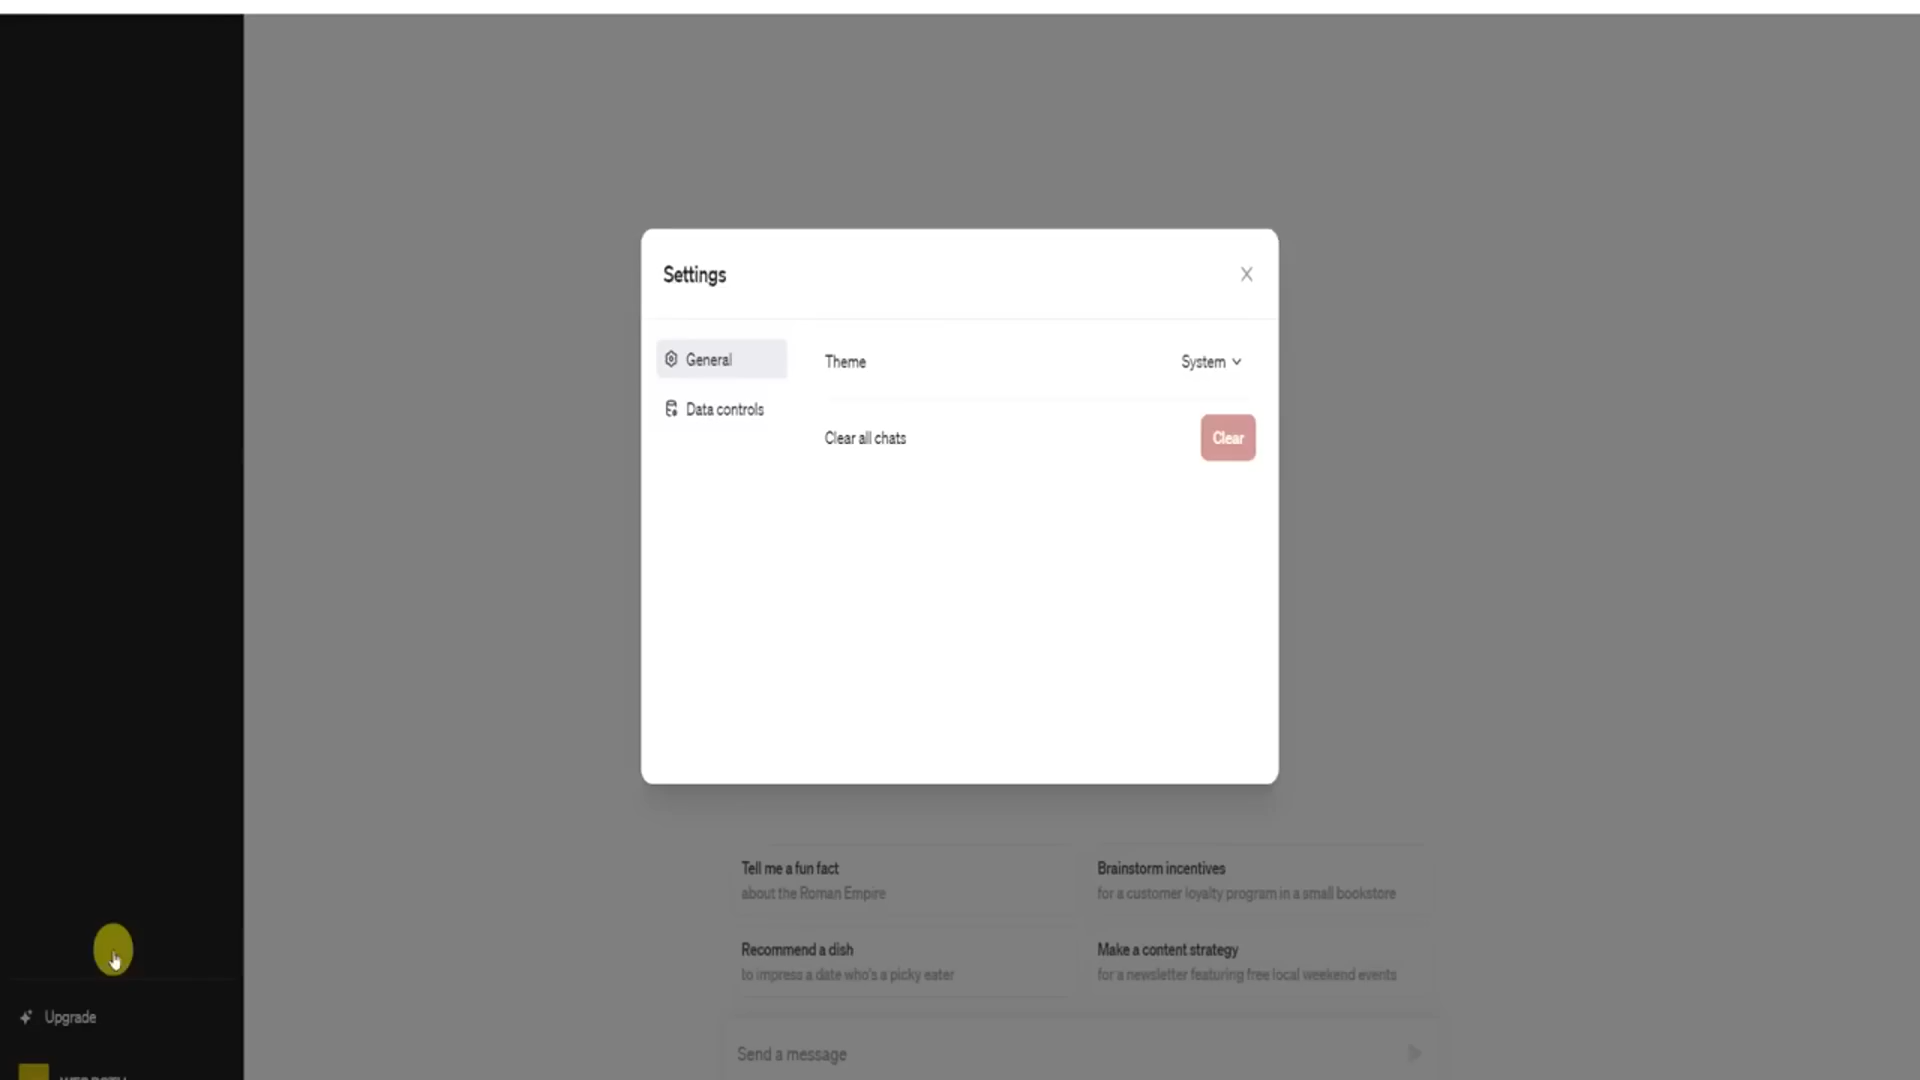 Settings
General
Theme
System
Data controls
Clear all chats
Clear
Tell me a fun fact
about the Roman Empire
Brainstorm incentives
for a customer loyalty program in a small bookstore
Recommend a dish
to impress a date who's a picky eater
Make a content strategy
for a newsletter featuring free local weekend events
Upgrade
Send a message